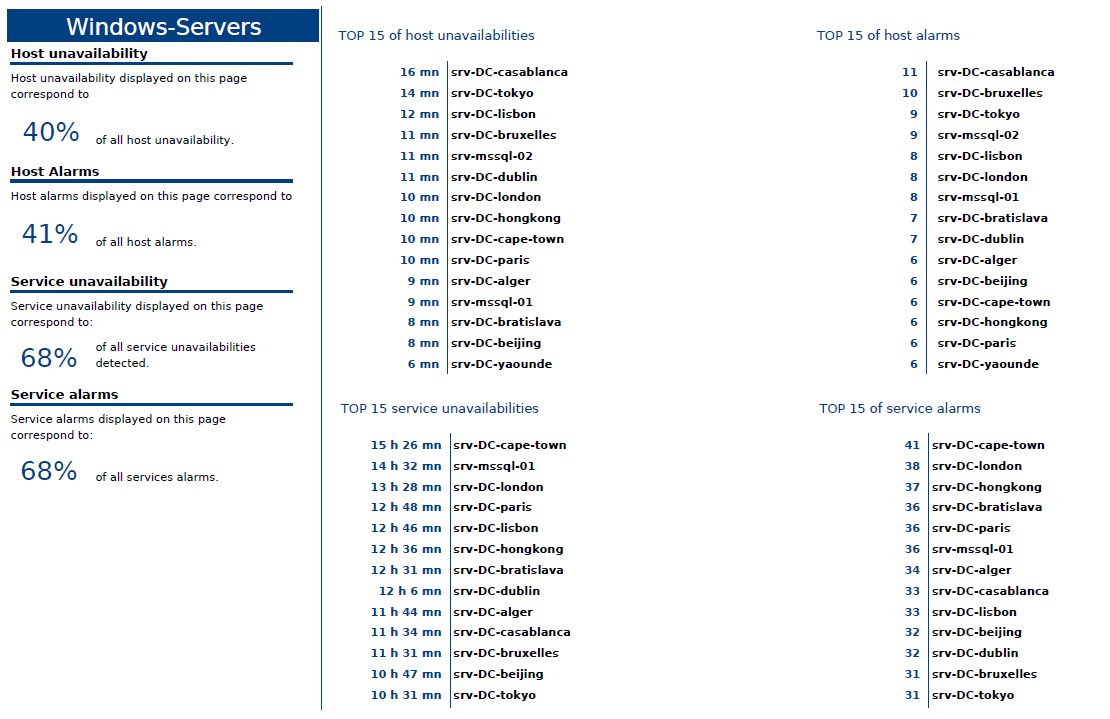 Windows-Servers
Host unavailability
Host unavailability displayed on this page
correspond to
40% of all host unavailability.
Host Alarms
Host alarms displayed on this page correspond to
41% of all host alarms.
Service unavailability
Service unavailability displayed on this page
correspond to:
68% of all service unavailabilities
detected.
Service alarms
Service alarms displayed on this page
correspond to:
68% of all services alarms.
TOP 15 of host unavailabilities
16 mn srv-DC-casablanca
14 mn srv-DC-tokyo
12 mn srv-DC-lisbon
11 mn srv-DC-bruxelles
11 mn srv-mssql-02
11 mn srv-DC-dublin
10 mn srv-DC-london
10 mn srv-DC-hongkong
10 mn srv-DC-cape-town
10 mn srv-DC-paris
9 mn srv-DC-alger
9 mn srv-mssql-01
8 mn srv-DC-bratislava
8 mn srv-DC-beijing
6 mn srv-DC-yaounde
TOP 15 of host alarms
11 srv-DC-casablanca
10 srv-DC-bruxelles
9 srv-DC-tokyo
9 srv-mssql-02
8 srv-DC-lisbon
8 srv-DC-london
8 srv-mssql-01
7 srv-DC-bratislava
7 srv-DC-dublin
6 srv-DC-alger
6 srv-DC-beijing
6 srv-DC-cape-town
6 srv-DC-hongkong
6 srv-DC-paris
6 srv-DC-yaounde
TOP 15 service unavailabilities
15 h 26 mn srv-DC-cape-town
14 h 32 mn srv-mssql-01
13 h 28 mn srv-DC-london
12 h 48 mn srv-DC-paris
12 h 46 mn srv-DC-lisbon
12 h 36 mn srv-DC-hongkong
12 h 31 mn srv-DC-bratislava
12 h 6 mn srv-DC-dublin
11 h 44 mn srv-DC-alger
11 h 34 mn srv-DC-casablanca
11 h 31 mn srv-DC-bruxelles
10 h 47 mn srv-DC-beijing
10 h 31 mn srv-DC-tokyo
TOP 15 of service alarms
41 srv-DC-cape-town
38 srv-DC-london
37 srv-DC-hongkong
36 srv-DC-bratislava
36 srv-DC-paris
36 srv-mssql-01
34 srv-DC-alger
33 srv-DC-casablanca
33 srv-DC-lisbon
32 srv-DC-beijing
32 srv-DC-dublin
31 srv-DC-bruxelles
31 srv-DC-tokyo